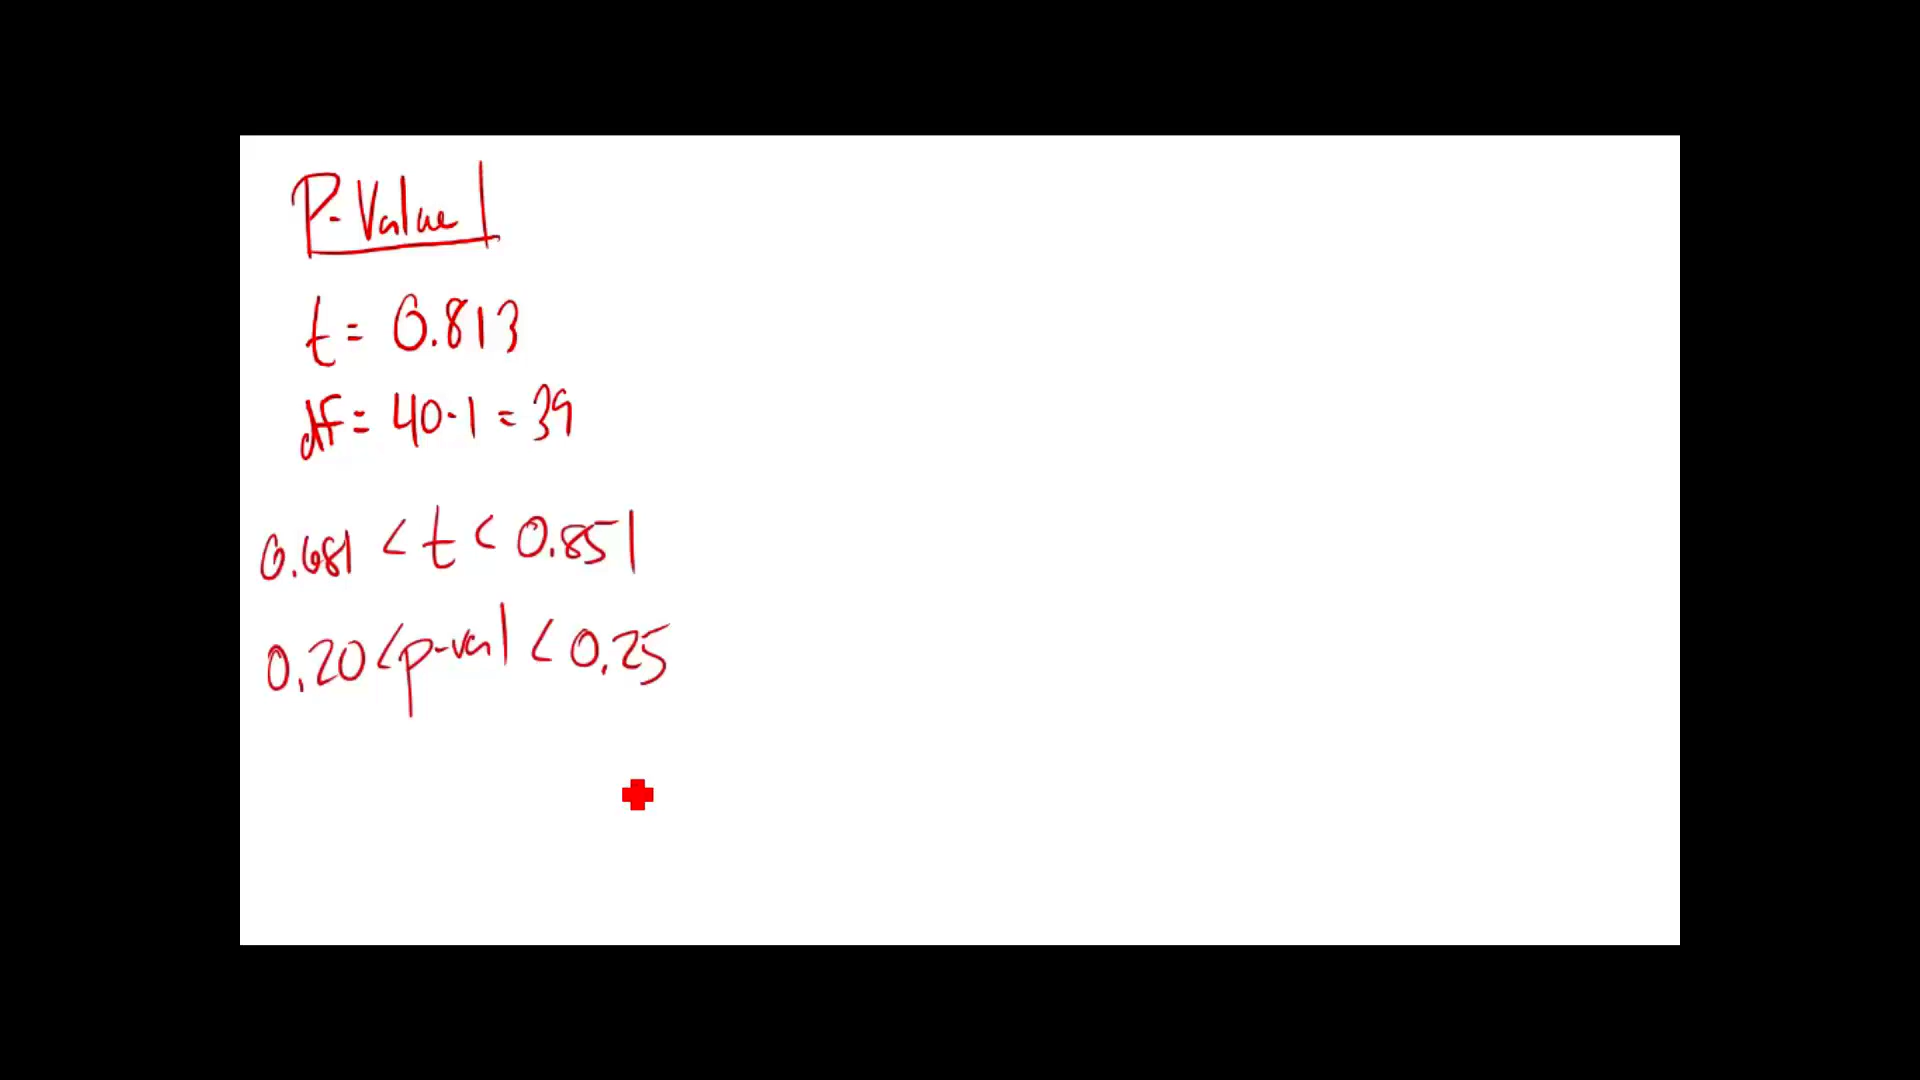 P-Value
t = 0.813
df = 40-1 = 39
0.681 < t < 0.851
0.20 < p-val < 0.25